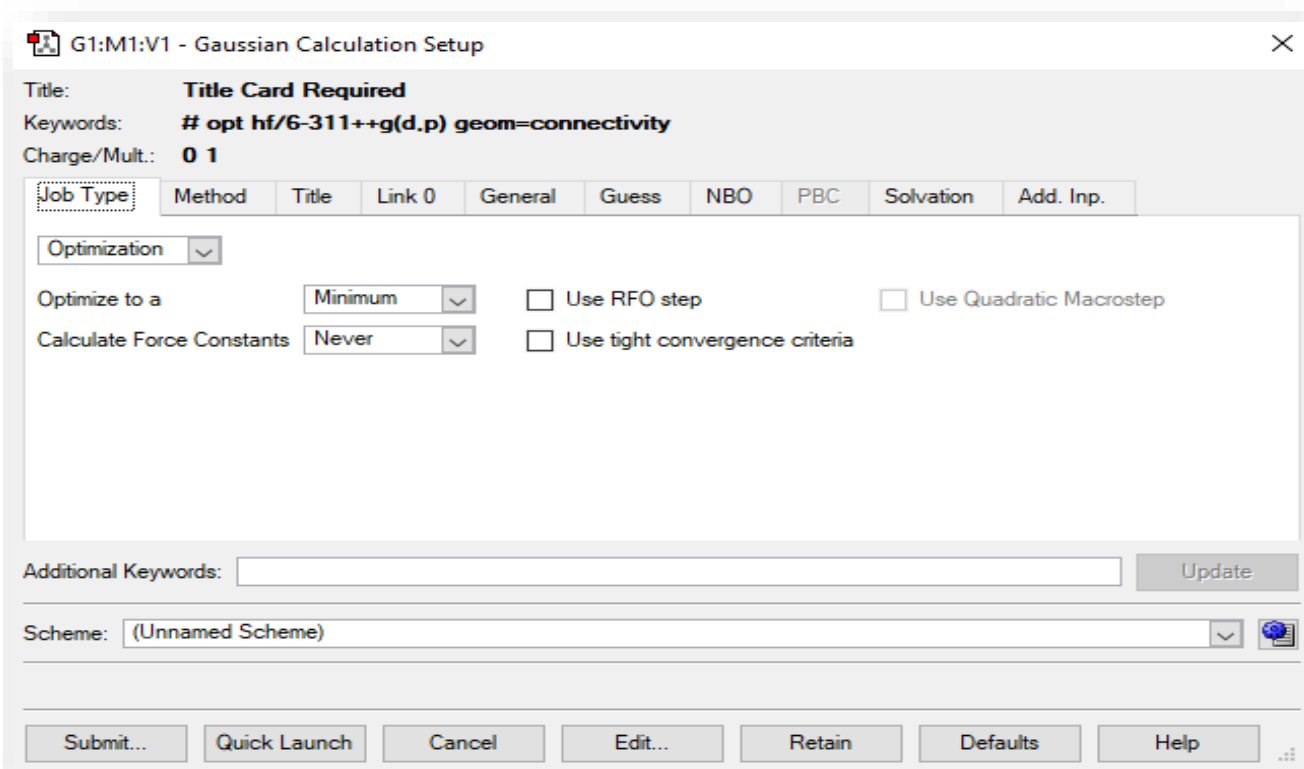 G1:M1:V1 - Gaussian Calculation Setup
Title: Title Card Required
Keywords: # opt hf/6-311++g(d,p) geom=connectivity
Charge/Mult.: 0 1
Job Type Method Title Link 0 General Guess NBO PBC Solvation Add. Inp.
Optimization
Optimize to a Minimum Use RFO step Use Quadratic Macrostep
Calculate Force Constants Never Use tight convergence criteria
Additional Keywords: Update
Scheme: (Unnamed Scheme)
Submit... Quick Launch Cancel Edit... Retain Defaults Help